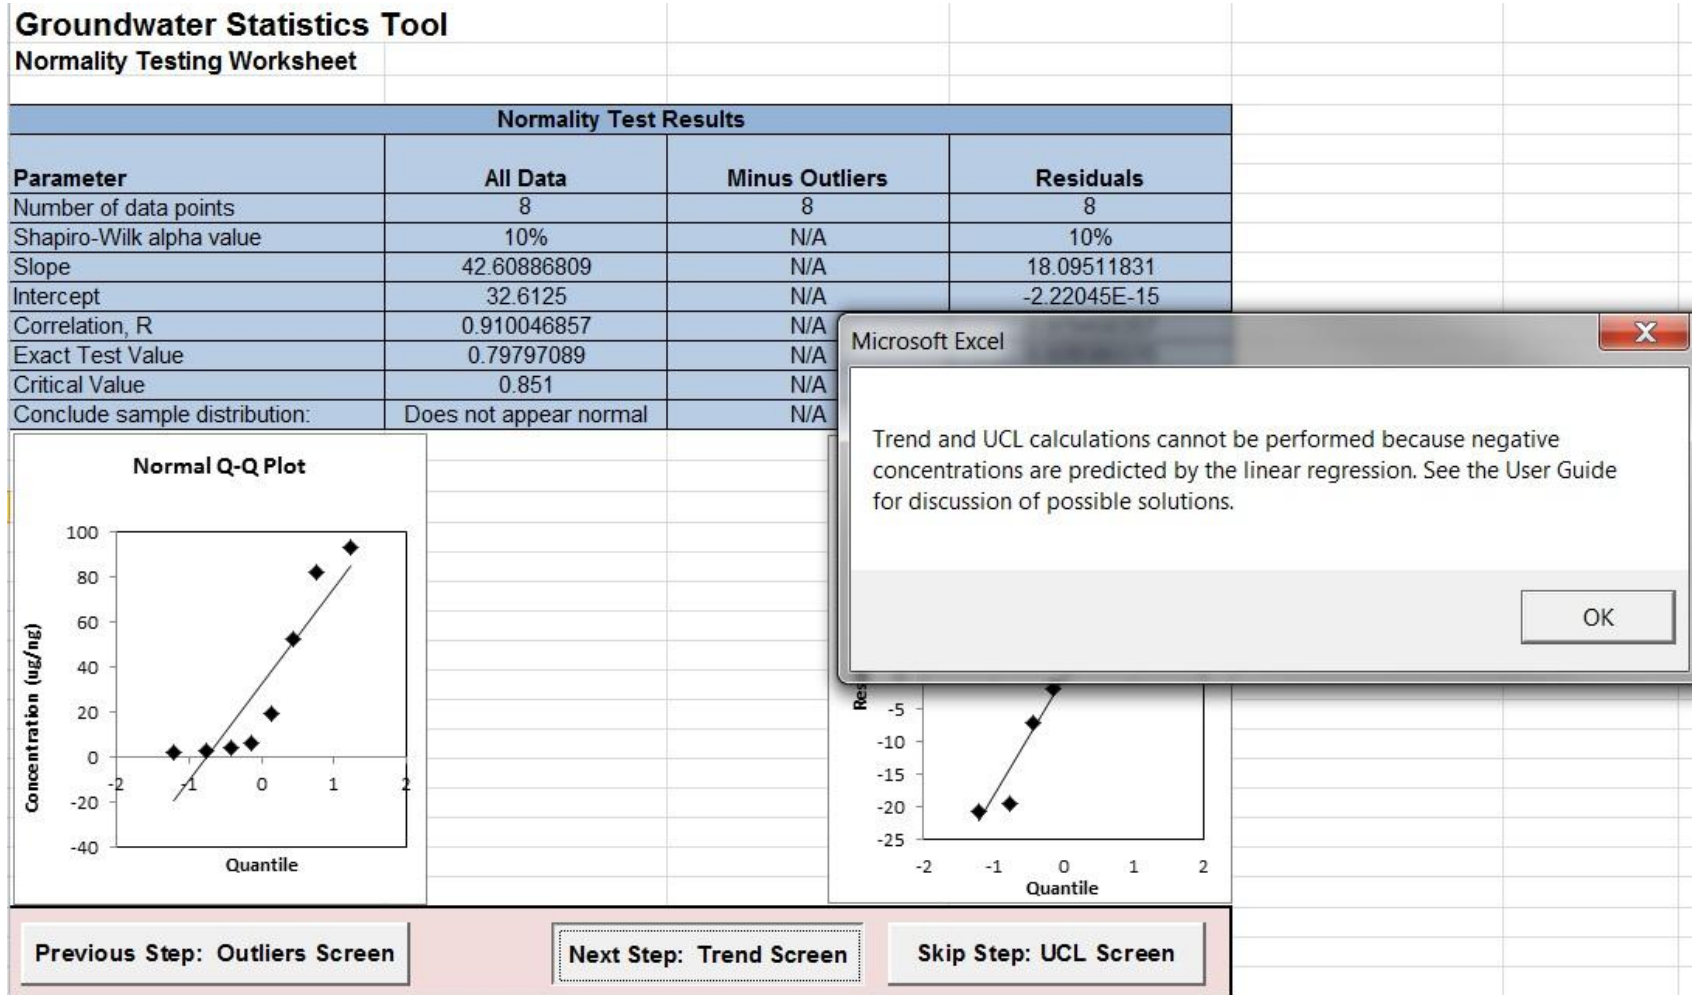 Groundwater Statistics Tool
Normality Testing Worksheet
Normality Test Results
Parameter All Data Minus Outliers Residuals
Number of data points 8 8 8
Shapiro-Wilk alpha value 10% N/A 10%
Slope 42.60886809 N/A 18.09511831
Intercept 32.6125 N/A -2.22045E-15
Correlation, R 0.910046857 N/A
Exact Test Value 0.79797089 N/A
Critical Value 0.851 N/A
Conclude sample distribution: Does not appear normal N/A
Microsoft Excel
X
Trend and UCL calculations cannot be performed because negative
concentrations are predicted by the linear regression. See the User Guide
for discussion of possible solutions.
OK
Normal Q-Q Plot
Concentration (ug/ng)
100
80
60
40
20
0
-20
-40
-2 -1 0 1 2
Quantile
-5
-10
-15
-20
-25
-2 -1 0 1 2
Quantile
Previous Step: Outliers Screen
Next Step: Trend Screen
Skip Step: UCL Screen